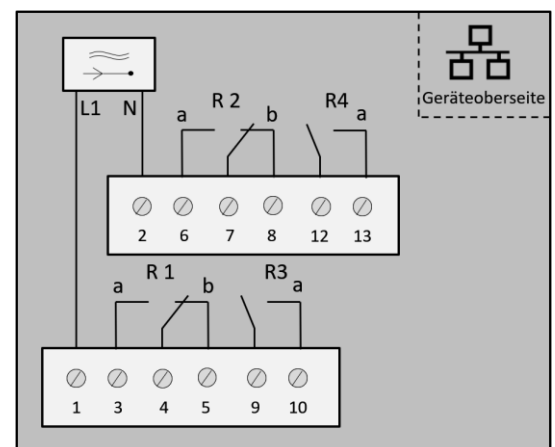 Geräteoberseite
L1 N
R 2 R4
a b a
2 6 7 8 12 13
R 1 R3
a b a
1 3 4 5 9 10